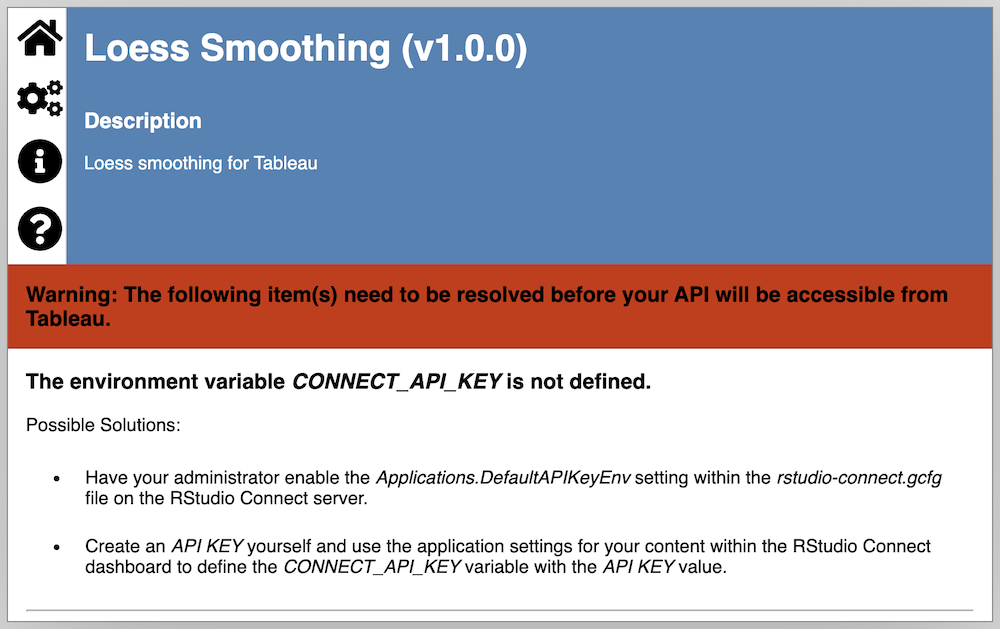 Loess Smoothing (v1.0.0)
Description
Loess smoothing for Tableau
Warning: The following item(s) need to be resolved before your API will be accessible from
Tableau.
The environment variable CONNECT_API_KEY is not defined.
Possible Solutions:
• Have your administrator enable the Applications.DefaultAPIKeyEnv setting within the rstudio-connect.gcfg
file on the RStudio Connect server.
• Create an API KEY yourself and use the application settings for your content within the RStudio Connect
dashboard to define the CONNECT_API_KEY variable with the API KEY value.